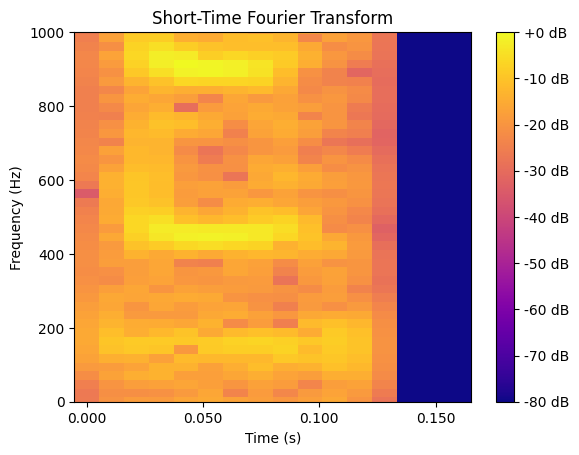 Short-Time Fourier Transform
Frequency (Hz)
1000
800
600
400
200
0
0.000
0.050
0.100
0.150
Time (s)
+0 dB
-10 dB
-20 dB
-30 dB
-40 dB
-50 dB
-60 dB
-70 dB
-80 dB